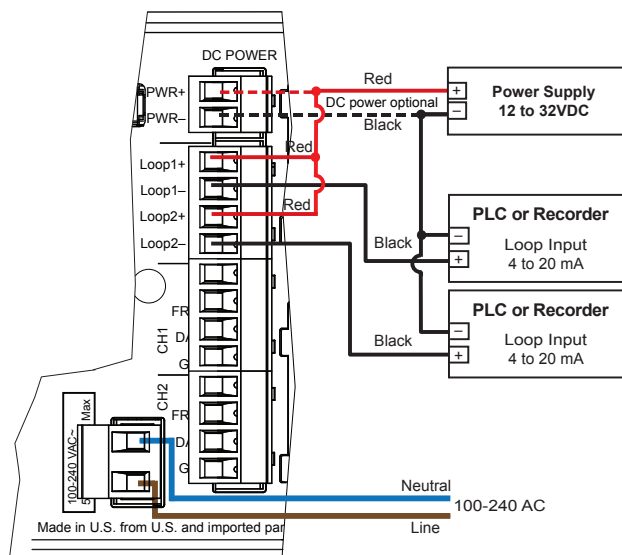 DC POWER
PWR+
PWR–
Red
DC power optional
Black
+
–
Power Supply
12 to 32VDC
Red
Loop1+
Loop1–
Red
Loop2+
Loop2–
Black
Black
–
+
PLC or Recorder
Loop Input
4 to 20 mA
–
+
PLC or Recorder
Loop Input
4 to 20 mA
CH1
FR
G
CH2
FR
G
100-240 VAC~
5
Max
Neutral
100-240 AC
Line
Made in U.S. from U.S. and imported par